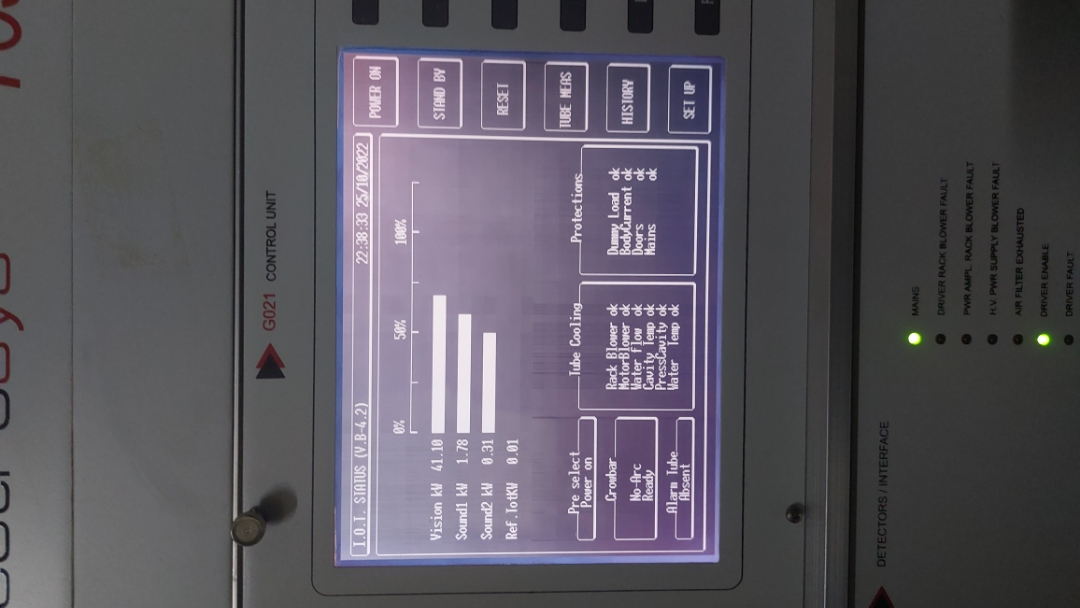 G021 CONTROL UNIT
I.O.T. STATUS (V.B-4.2) 22:38:33 25/10/2022
0% 50% 100%
Vision kW 41.10
Sound1 kW 1.78
Sound2 kW 0.31
Ref.TotKW 0.01
Pre select
Power on
Crowbar
No-Arc
Ready
Alarm Tube
Absent
Tube Cooling
Rack Blower ok
MotorBlower ok
Water flow ok
Cavity Temp ok
PressCavity ok
Water Temp ok
Protections
Dummy Load ok
BodyCurrent ok
Doors ok
Mains ok
POWER ON
STAND BY
RESET
TUBE MEAS
HISTORY
SET UP
DETECTORS / INTERFACE
MAINS
DRIVER RACK BLOWER FAULT
PWR AMPL. RACK BLOWER FAULT
H.V. PWR SUPPLY BLOWER FAULT
AIR FILTER EXHAUSTED
DRIVER ENABLE
DRIVER FAULT